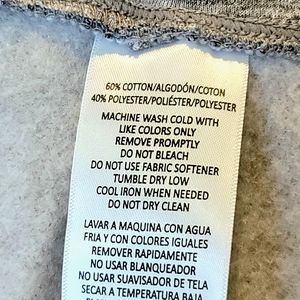 60% COTTON/ALGODÓN/COTON
40% POLYESTER/POLIÉSTER/POLYESTER
MACHINE WASH COLD WITH
LIKE COLORS ONLY
REMOVE PROMPTLY
DO NOT BLEACH
DO NOT USE FABRIC SOFTENER
TUMBLE DRY LOW
COOL IRON WHEN NEEDED
DO NOT DRY CLEAN
LAVAR A MAQUINA CON AGUA
FRIA Y CON COLORES IGUALES
REMOVER RAPIDAMENTE
NO USAR BLANQUEADOR
NO USAR SUAVISADOR DE TELA
SECAR A TEMPERATURA BAJA